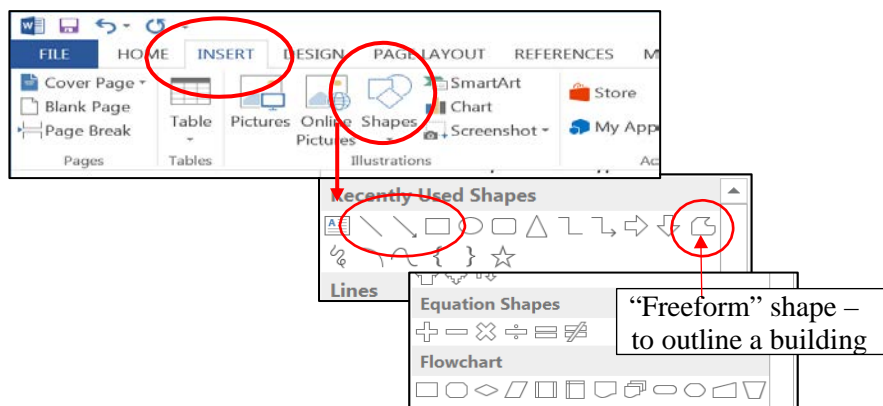 FILE HOME INSERT DESIGN PAGE LAYOUT REFERENCES M
Cover Page
Blank Page
Page Break
Pages
Table
Tables
Pictures
Online
Pictures
Shapes
SmartArt
Chart
Screenshot
Illustrations
Store
My App
Ac
Recently Used Shapes
Lines
Equation Shapes
Flowchart
“Freeform” shape –
to outline a building